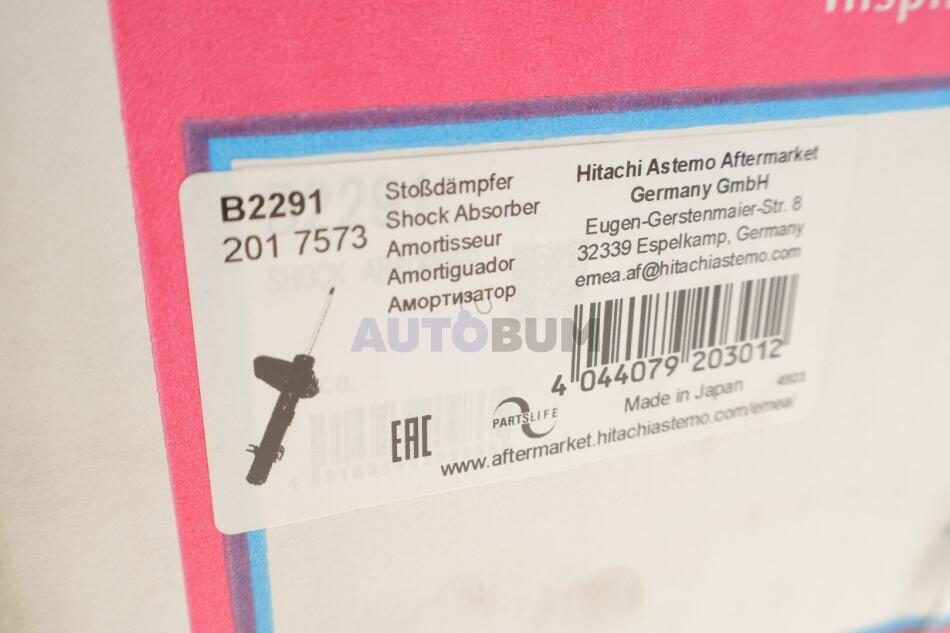 B2291
201 7573
Stoßdämpfer
Shock Absorber
Amortisseur
Amortiguador
Амортизатор
Hitachi Astemo Aftermarket
Germany GmbH
Eugen-Gerstenmaier-Str. 8
32339 Espelkamp, Germany
emea.af@hitachiastemo.com
AUTOBUM
4 044079 203012
Made in Japan
EAC
PARTSLIFE
www.aftermarket.hitachiastemo.com/emea/
B2291
SHOCK